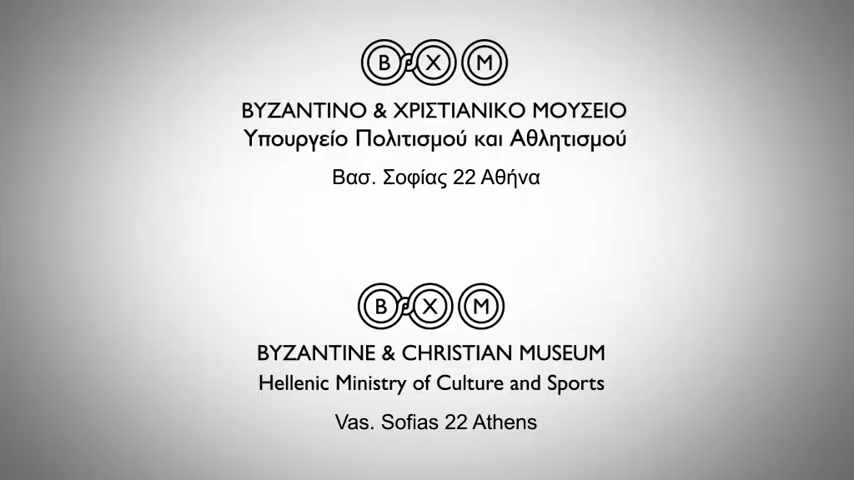 Β Χ Μ
ΒΥΖΑΝΤΙΝΟ & ΧΡΙΣΤΙΑΝΙΚΟ ΜΟΥΣΕΙΟ
Υπουργείο Πολιτισμού και Αθλητισμού
Βασ. Σοφίας 22 Αθήνα
B X M
BYZANTINE & CHRISTIAN MUSEUM
Hellenic Ministry of Culture and Sports
Vas. Sofias 22 Athens